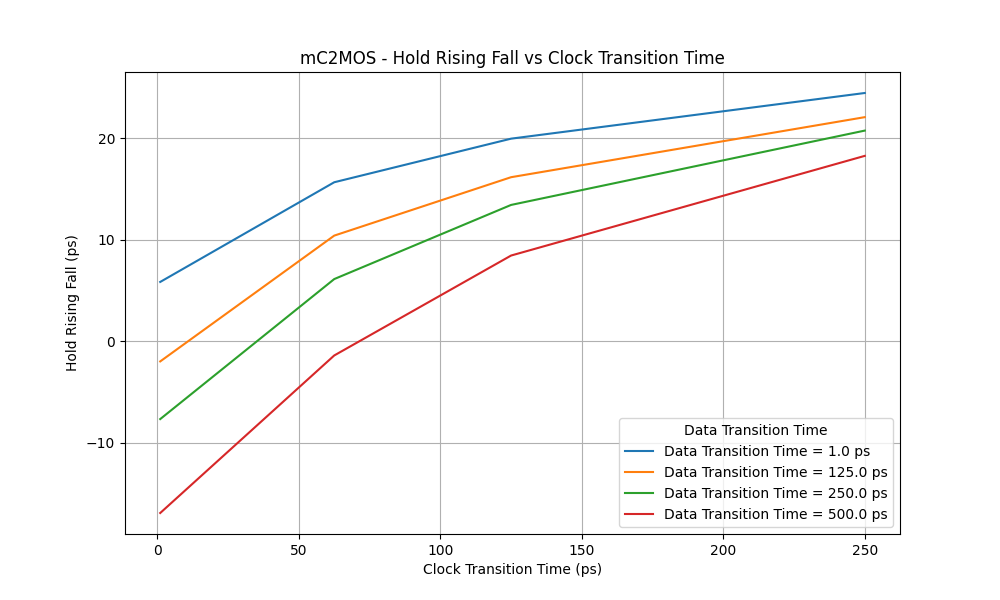 mC2MOS - Hold Rising Fall vs Clock Transition Time
Hold Rising Fall (ps)
20
10
0
−10
0
50
100
150
200
250
Clock Transition Time (ps)
Data Transition Time
Data Transition Time = 1.0 ps
Data Transition Time = 125.0 ps
Data Transition Time = 250.0 ps
Data Transition Time = 500.0 ps